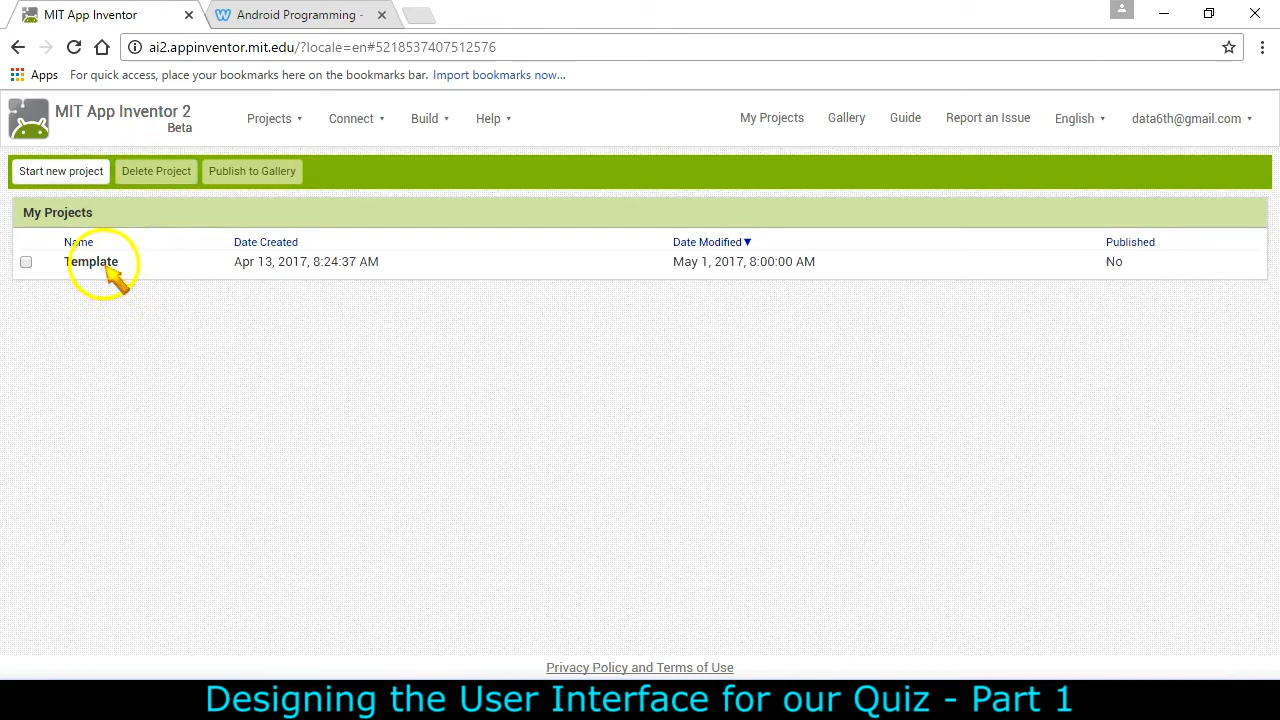 MIT App Inventor
Android Programming -
ai2.appinventor.mit.edu/?locale=en#5218537407512576
Apps For quick access, place your bookmarks here on the bookmarks bar. Import bookmarks now...
MIT App Inventor 2
Beta
Projects Connect Build Help My Projects Gallery Guide Report an Issue English data6th@gmail.com
Start new project Delete Project Publish to Gallery
My Projects
Name Date Created Date Modified Published
Template Apr 13, 2017, 8:24:37 AM May 1, 2017, 8:00:00 AM No
Privacy Policy and Terms of Use
Designing the User Interface for our Quiz - Part 1